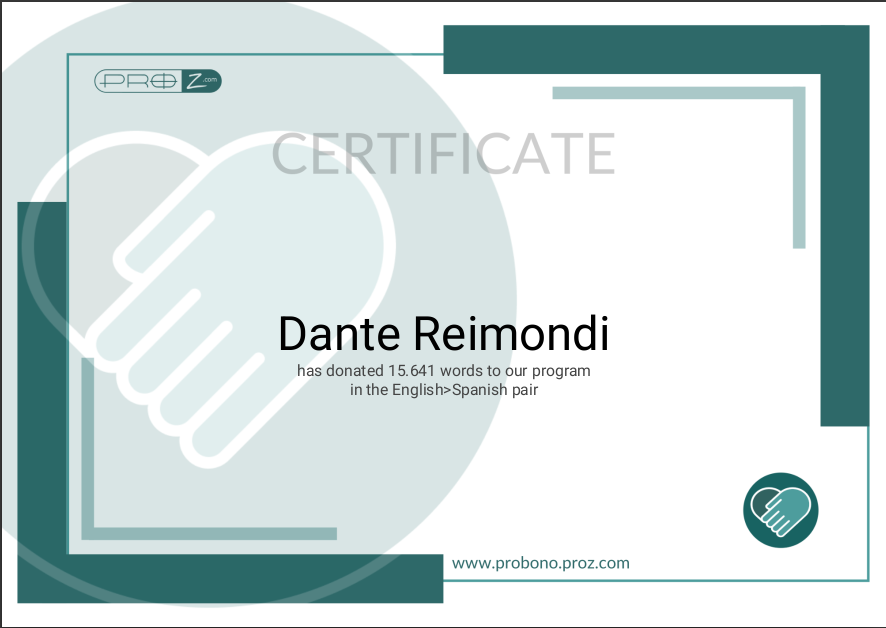 PROZ.com
CERTIFICATE
Dante Reimondi
has donated 15.641 words to our program
in the English>Spanish pair
www.probono.proz.com